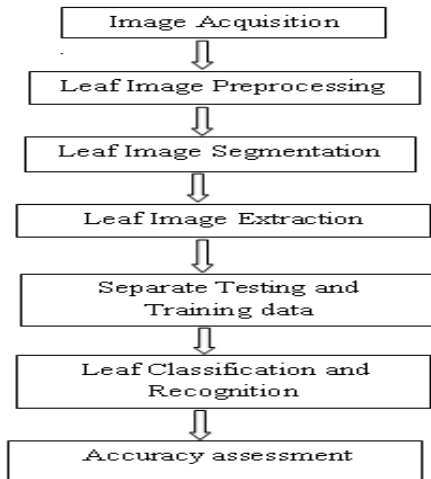 Image Acquisition
Leaf Image Preprocessing
Leaf Image Segmentation
Leaf Image Extraction
Separate Testing and
Training data
Leaf Classification and
Recognition
Accuracy assessment